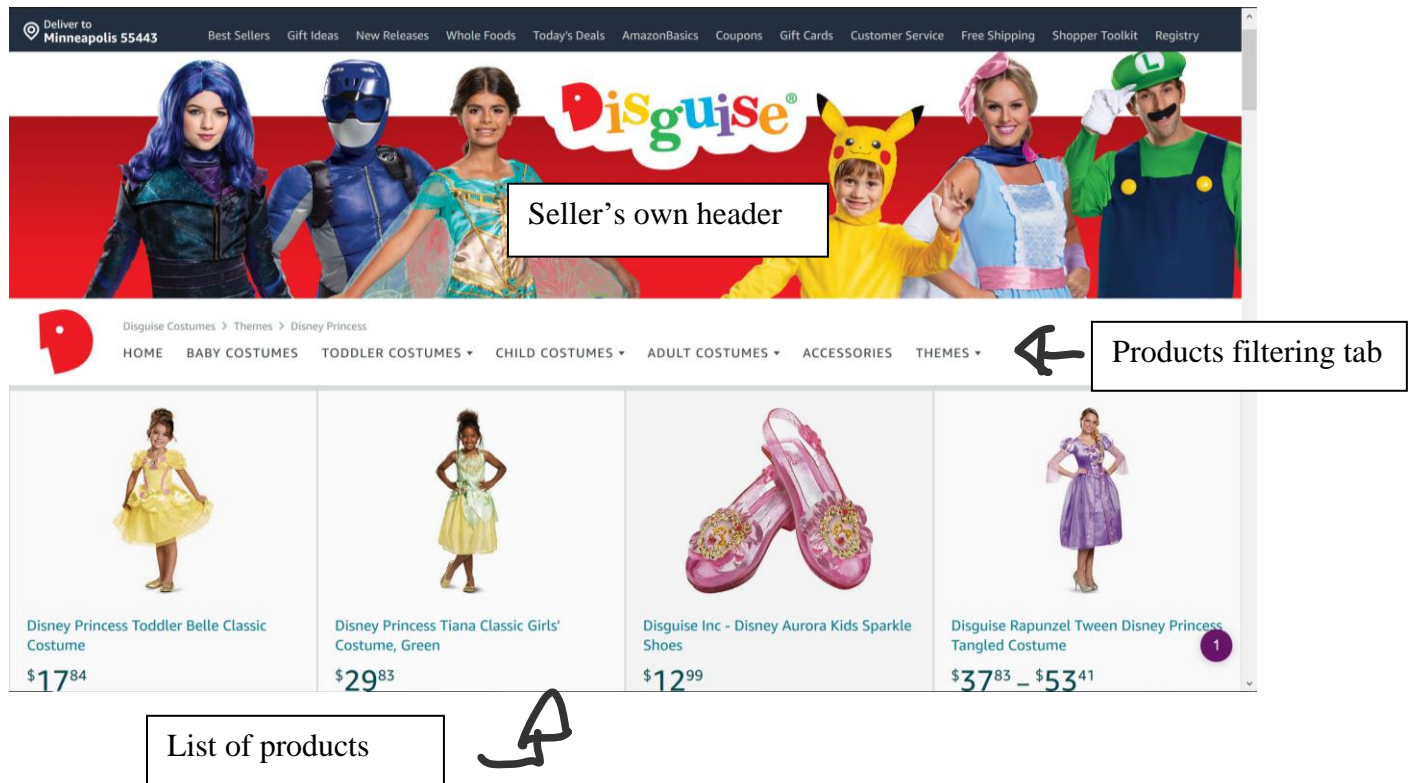 Deliver to
Minneapolis 55443
Best Sellers Gift Ideas New Releases Whole Foods Today's Deals AmazonBasics Coupons Gift Cards Customer Service Free Shipping Shopper Toolkit Registry
L
Disguise®
Seller's own header
Disguise Costumes > Themes > Disney Princess
HOME BABY COSTUMES TODDLER COSTUMES CHILD COSTUMES ADULT COSTUMES ACCESSORIES THEMES
Products filtering tab
Disney Princess Toddler Belle Classic
Costume
$17 84
Disney Princess Tiana Classic Girls'
Costume, Green
$29 83
Disguise Inc - Disney Aurora Kids Sparkle
Shoes
$12 99
Disguise Rapunzel Tween Disney Princess
Tangled Costume
$37 83 – $53 41
1
List of products